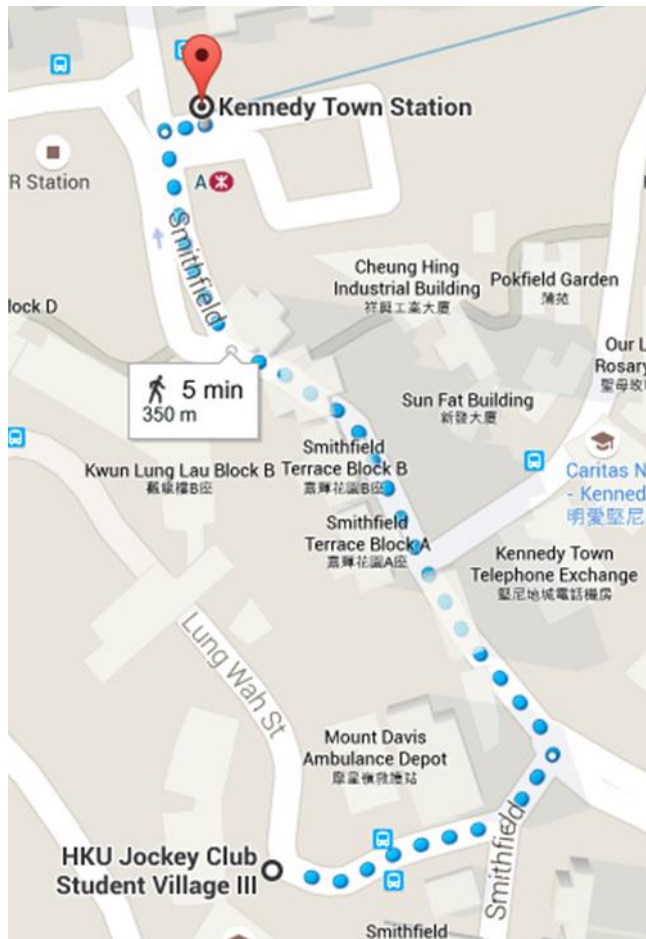 Kennedy Town Station
R Station
A
Smithfield
Cheung Hing
Industrial Building
祥興工業大廈
Pokfield Garden
蒲苑
lock D
Our L
Rosary
聖母玫
5 min
350 m
Sun Fat Building
新發大廈
Kwun Lung Lau Block B
觀龍樓B座
Smithfield
Terrace Block B
嘉輝花園B座
Caritas N
- Kenned
明愛堅尼
Smithfield
Terrace Block A
嘉輝花園A座
Kennedy Town
Telephone Exchange
堅尼地城電話機房
Lung Wah St
Mount Davis
Ambulance Depot
摩星嶺救護站
Smithfield
HKU Jockey Club
Student Village III
Smithfield